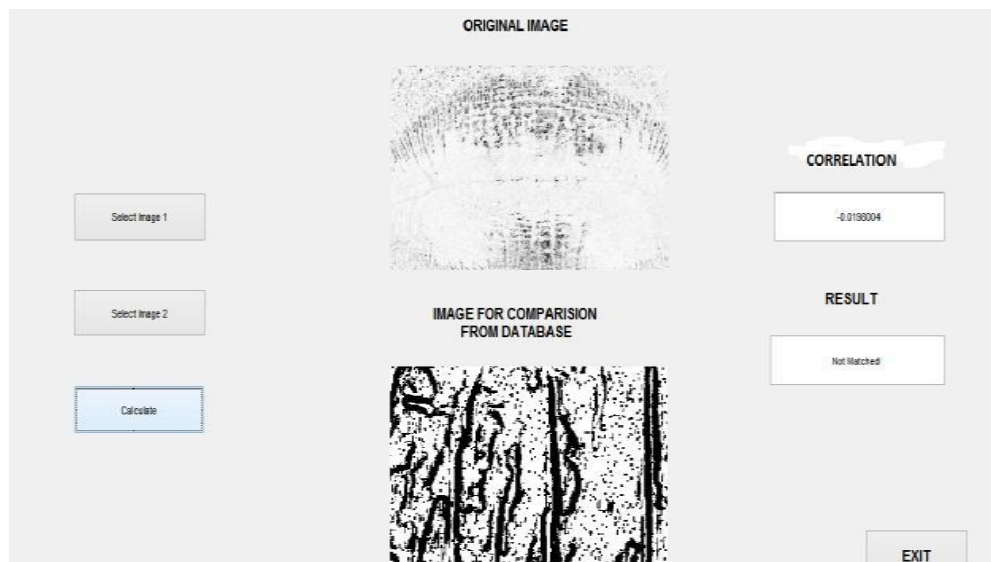 ORIGINAL IMAGE
CORRELATION
Select Image 1
-0.0198004
RESULT
Select Image 2
IMAGE FOR COMPARISION
FROM DATABASE
Not Matched
Calculate
EXIT